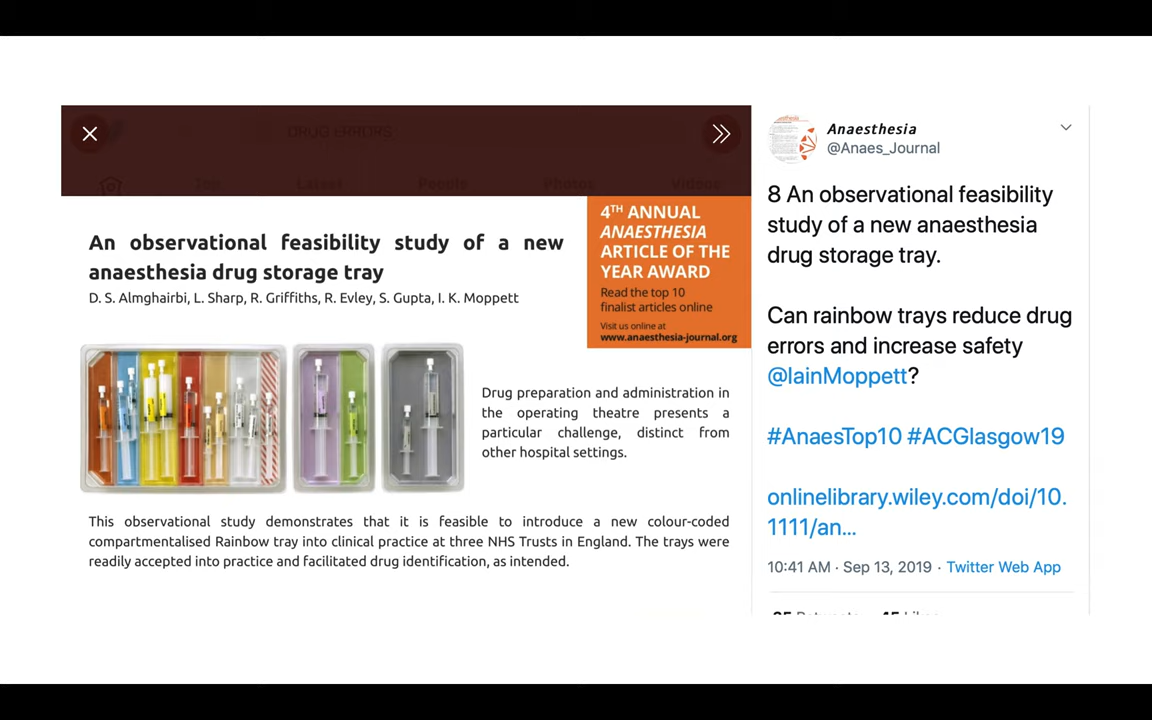 DRUG ERRORS
Top
Latest
People
Photos
Videos
An observational feasibility study of a new
anaesthesia drug storage tray
D. S. Almghairbi, L. Sharp, R. Griffiths, R. Evley, S. Gupta, I. K. Moppett
4TH ANNUAL
ANAESTHESIA
ARTICLE OF THE
YEAR AWARD
Read the top 10
finalist articles online
Visit us online at
www.anaesthesia-journal.org
Drug preparation and administration in
the operating theatre presents a
particular challenge, distinct from
other hospital settings.
This observational study demonstrates that it is feasible to introduce a new colour-coded
compartmentalised Rainbow tray into clinical practice at three NHS Trusts in England. The trays were
readily accepted into practice and facilitated drug identification, as intended.
Anaesthesia
@Anaes_Journal
8 An observational feasibility
study of a new anaesthesia
drug storage tray.
Can rainbow trays reduce drug
errors and increase safety
@IainMoppett?
#AnaesTop10 #ACGlasgow19
onlinelibrary.wiley.com/doi/10.
1111/an...
10:41 AM · Sep 13, 2019 · Twitter Web App